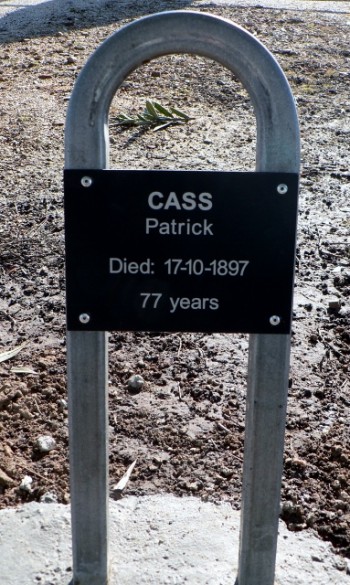 CASS
Patrick
Died: 17-10-1897
77 years